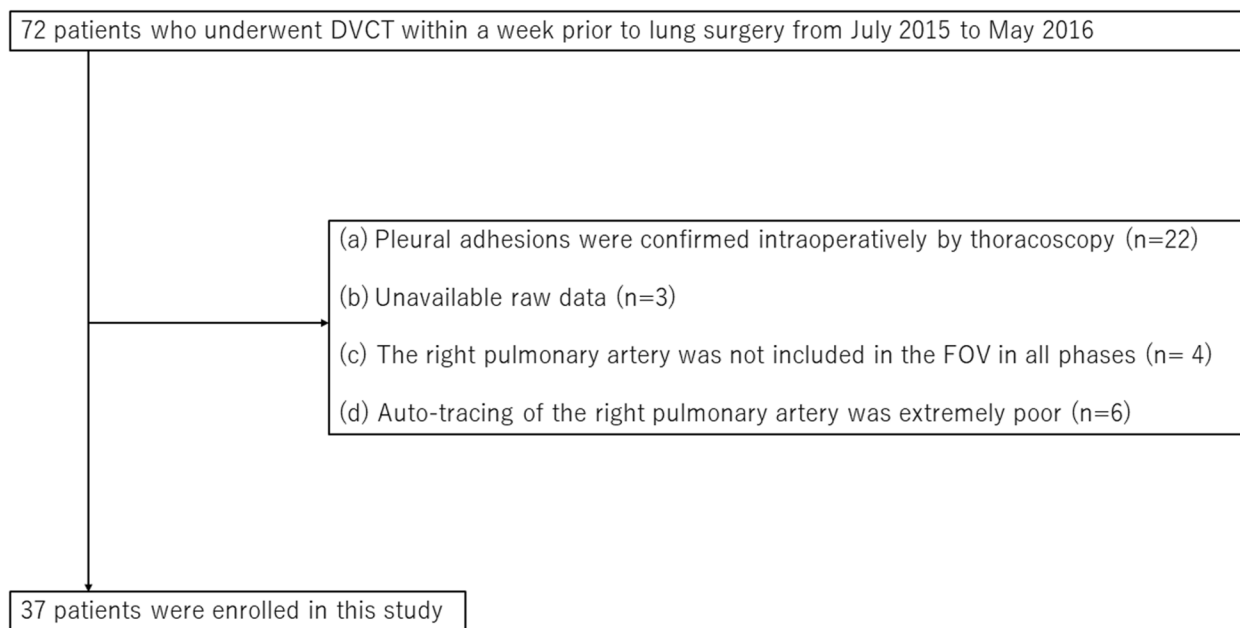 72 patients who underwent DVCT within a week prior to lung surgery from July 2015 to May 2016
(a) Pleural adhesions were confirmed intraoperatively by thoracoscopy (n=22)
(b) Unavailable raw data (n=3)
(c) The right pulmonary artery was not included in the FOV in all phases (n= 4)
(d) Auto-tracing of the right pulmonary artery was extremely poor (n=6)
37 patients were enrolled in this study